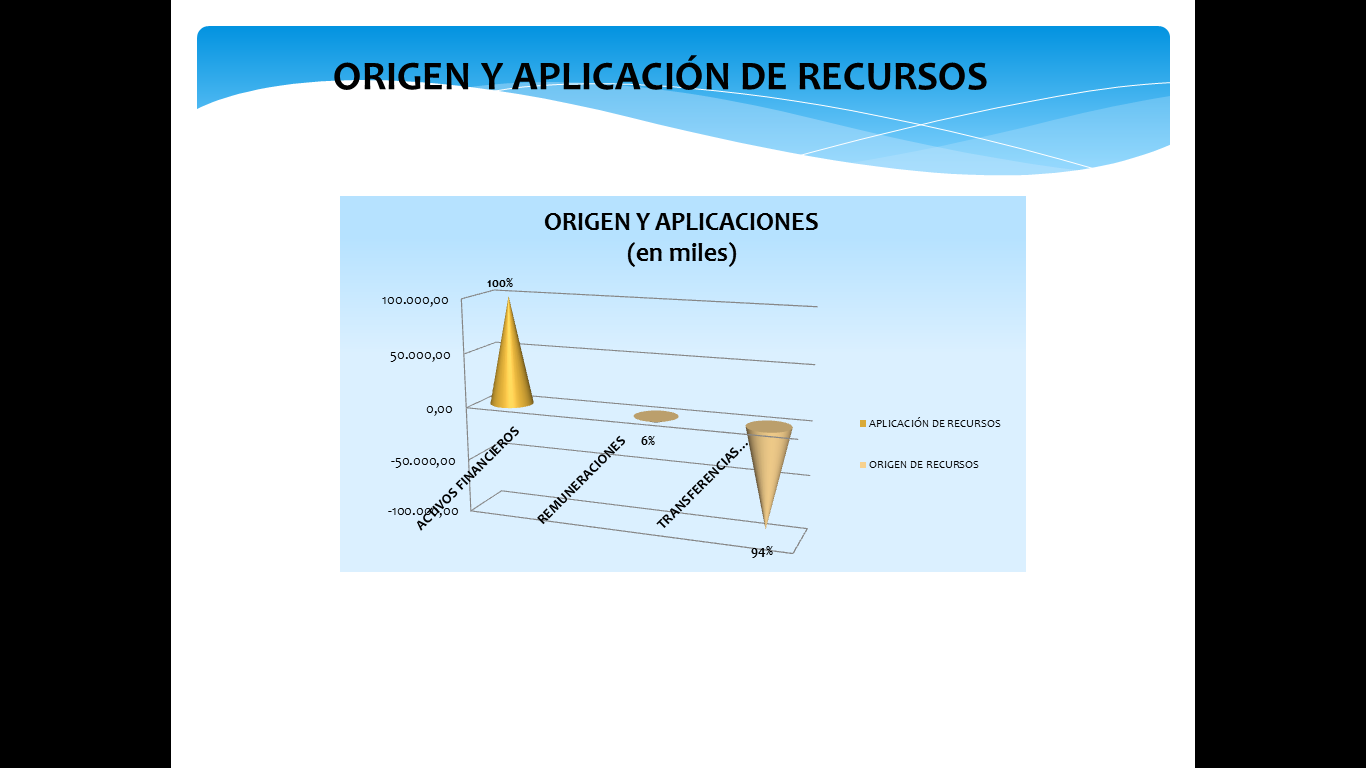 ORIGEN Y APLICACIÓN DE RECURSOS
ORIGEN Y APLICACIONES
(en miles)
100%
100.000,00
50.000,00
0,00
-50.000,00
-100.000,00
ACTIVOS FINANCIEROS
REMUNERACIONES
TRANSFERENCIAS...
6%
94%
APLICACIÓN DE RECURSOS
ORIGEN DE RECURSOS